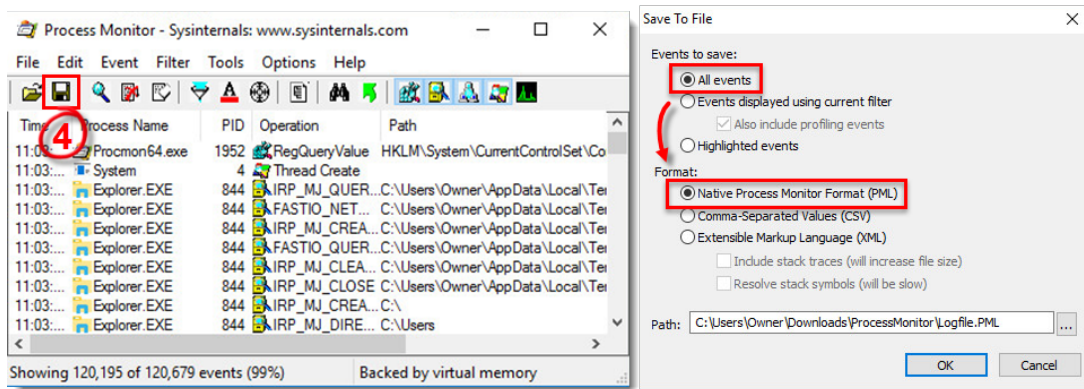 Process Monitor - Sysinternals: www.sysinternals.com
File Edit Event Filter Tools Options Help
4
Time Process Name PID Operation Path
11:03:... Procmon64.exe 1952 RegQueryValue HKLM\System\CurrentControlSet\Co
11:03:... System 4 Thread Create
11:03:... Explorer.EXE 844 IRP_MJ_QUER... C:\Users\Owner\AppData\Local\Ter
11:03:... Explorer.EXE 844 FASTIO_NET... C:\Users\Owner\AppData\Local\Ter
11:03:... Explorer.EXE 844 IRP_MJ_CREA... C:\Users\Owner\AppData\Local\Ter
11:03:... Explorer.EXE 844 FASTIO_QUER... C:\Users\Owner\AppData\Local\Ter
11:03:... Explorer.EXE 844 IRP_MJ_CLEA... C:\Users\Owner\AppData\Local\Ter
11:03:... Explorer.EXE 844 IRP_MJ_CLOSE C:\Users\Owner\AppData\Local\Ter
11:03:... Explorer.EXE 844 IRP_MJ_CREA... C:\
11:03:... Explorer.EXE 844 IRP_MJ_DIRE... C:\Users
Showing 120,195 of 120,679 events (99%) Backed by virtual memory
Save To File
Events to save:
All events
Events displayed using current filter
Also include profiling events
Highlighted events
Format:
Native Process Monitor Format (PML)
Comma-Separated Values (CSV)
Extensible Markup Language (XML)
Include stack traces (will increase file size)
Resolve stack symbols (will be slow)
Path: C:\Users\Owner\Downloads\ProcessMonitor\Logfile.PML ...
OK Cancel